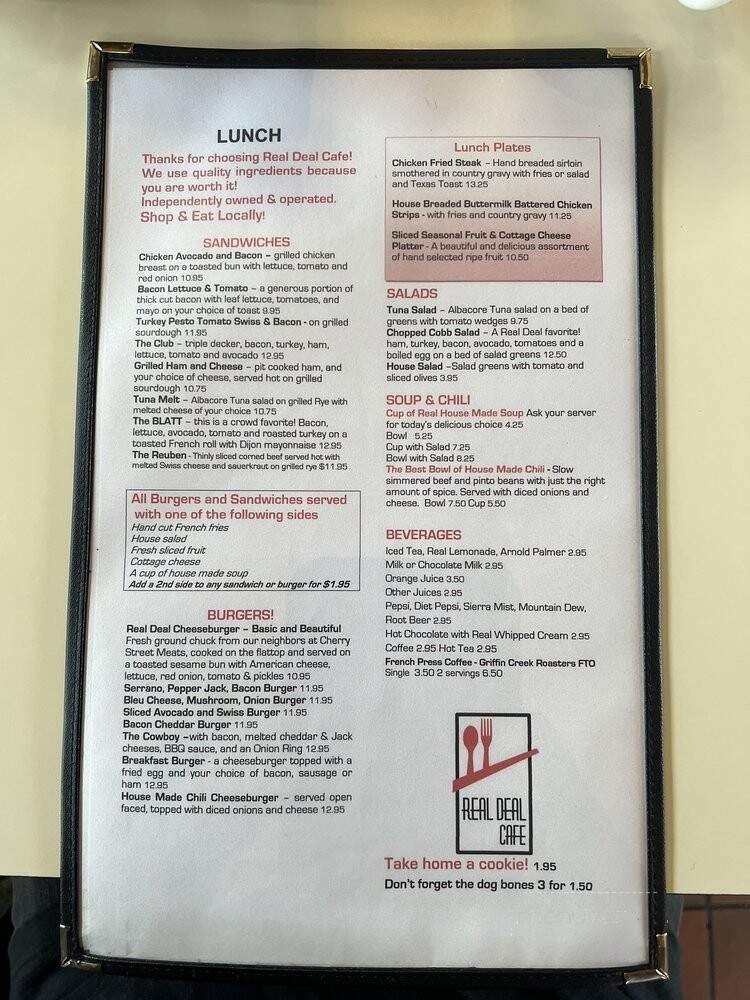 LUNCH
Thanks for choosing Real Deal Cafe!
We use quality ingredients because
you are worth it!
Independently owned & operated.
Shop & Eat Locally!
SANDWICHES
Chicken Avocado and Bacon – grilled chicken
breast on a toasted bun with lettuce, tomato and
red onion 10.95
Bacon Lettuce & Tomato – a generous portion of
thick cut bacon with leaf lettuce, tomatoes, and
mayo on your choice of toast 9.95
Turkey Pesto Tomato Swiss & Bacon - on grilled
sourdough 11.95
The Club – triple decker, bacon, turkey, ham,
lettuce, tomato and avocado 12.95
Grilled Ham and Cheese – pit cooked ham, and
your choice of cheese, served hot on grilled
sourdough 10.75
Tuna Melt – Albacore Tuna salad on grilled Rye with
melted cheese of your choice 10.75
The BLATT – this is a crowd favorite! Bacon,
lettuce, avocado, tomato and roasted turkey on a
toasted French roll with Dijon mayonnaise 12.95
The Reuben - Thinly sliced corned beef served hot with
melted Swiss cheese and sauerkraut on grilled rye $11.95
All Burgers and Sandwiches served
with one of the following sides
Hand cut French fries
House salad
Fresh sliced fruit
Cottage cheese
A cup of house made soup
Add a 2nd side to any sandwich or burger for $1.95
BURGERS!
Real Deal Cheeseburger – Basic and Beautiful
Fresh ground chuck from our neighbors at Cherry
Street Meats, cooked on the flattop and served on
a toasted sesame bun with American cheese,
lettuce, red onion, tomato & pickles 10.95
Serrano, Pepper Jack, Bacon Burger 11.95
Bleu Cheese, Mushroom, Onion Burger 11.95
Sliced Avocado and Swiss Burger 11.95
Bacon Cheddar Burger 11.95
The Cowboy –with bacon, melted cheddar & Jack
cheeses, BBQ sauce, and an Onion Ring 12.95
Breakfast Burger - a cheeseburger topped with a
fried egg and your choice of bacon, sausage or
ham 12.95
House Made Chili Cheeseburger – served open
faced, topped with diced onions and cheese 12.95
Lunch Plates
Chicken Fried Steak – Hand breaded sirloin
smothered in country gravy with fries or salad
and Texas Toast 13.25
House Breaded Buttermilk Battered Chicken
Strips - with fries and country gravy 11.25
Sliced Seasonal Fruit & Cottage Cheese
Platter - A beautiful and delicious assortment
of hand selected ripe fruit 10.50
SALADS
Tuna Salad – Albacore Tuna salad on a bed of
greens with tomato wedges 9.75
Chopped Cobb Salad – A Real Deal favorite!
ham, turkey, bacon, avocado, tomatoes and a
boiled egg on a bed of salad greens 12.50
House Salad –Salad greens with tomato and
sliced olives 3.95
SOUP & CHILI
Cup of Real House Made Soup Ask your server
for today's delicious choice 4.25
Bowl 5.25
Cup with Salad 7.25
Bowl with Salad 8.25
The Best Bowl of House Made Chili - Slow
simmered beef and pinto beans with just the right
amount of spice. Served with diced onions and
cheese. Bowl 7.50 Cup 5.50
BEVERAGES
Iced Tea, Real Lemonade, Arnold Palmer 2.95
Milk or Chocolate Milk 2.95
Orange Juice 3.50
Other Juices 2.95
Pepsi, Diet Pepsi, Sierra Mist, Mountain Dew,
Root Beer 2.95
Hot Chocolate with Real Whipped Cream 2.95
Coffee 2.95 Hot Tea 2.95
French Press Coffee - Griffin Creek Roasters FTO
Single 3.50 2 servings 6.50
REAL DEAL
CAFE
Take home a cookie! 1.95
Don't forget the dog bones 3 for 1.50